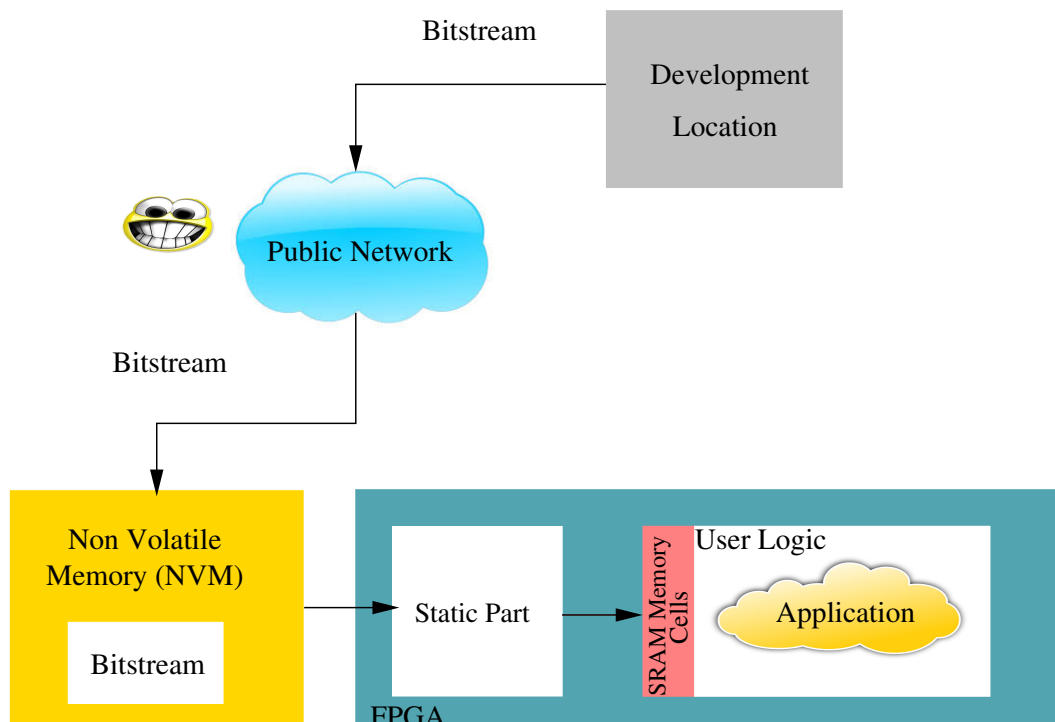 Bitstream
Development
Location
Public Network
Bitstream
Non Volatile
Memory (NVM)
Bitstream
Static Part
SRAM Memory
Cells
User Logic
Application
FPGA